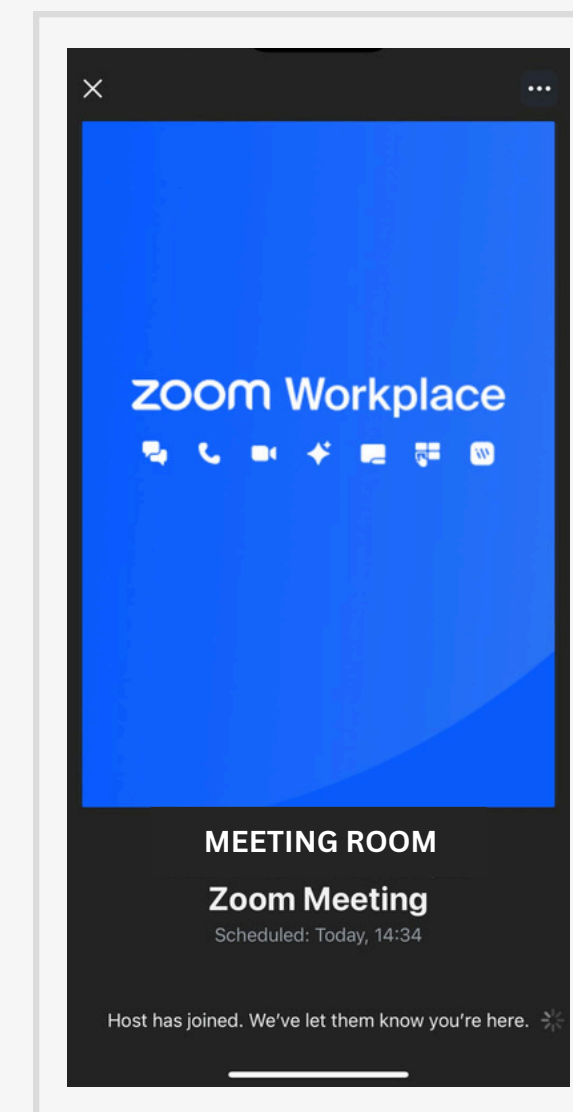 zoom Workplace
MEETING ROOM
Zoom Meeting
Scheduled: Today, 14:34
Host has joined. We’ve let them know you’re here.